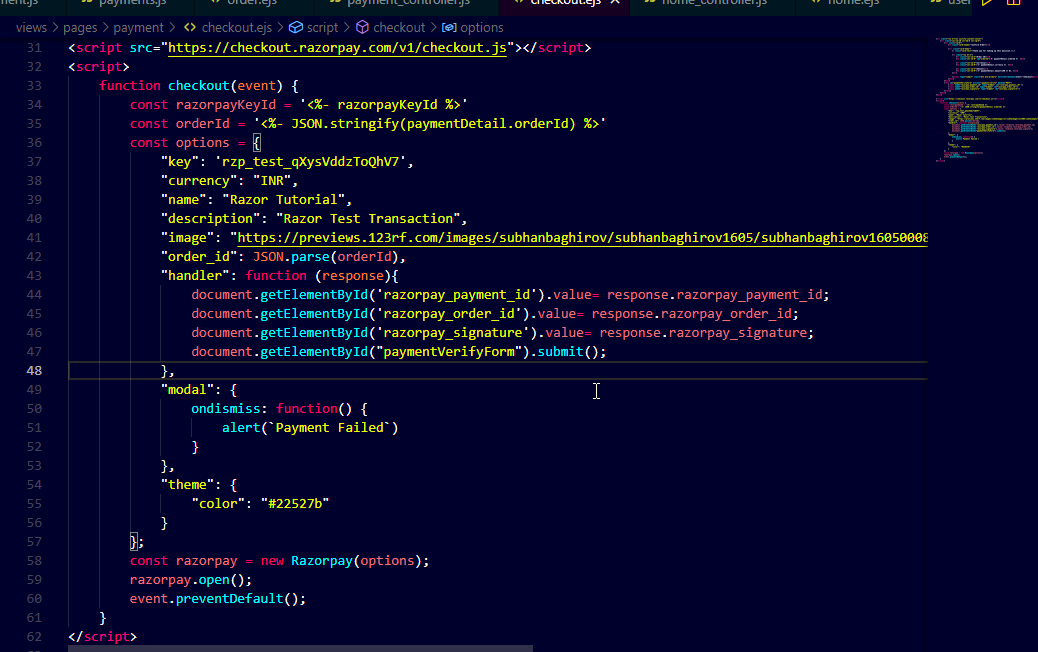 payments.js order.ejs payment_controller.js checkout.ejs home_controller.js home.ejs user
views > pages > payment > <> checkout.ejs > script > checkout > options
31 <script src="https://checkout.razorpay.com/v1/checkout.js"></script>
32 <script>
33 function checkout(event) {
34 const razorpayKeyId = '<%- razorpayKeyId %>'
35 const orderId = '<%- JSON.stringify(paymentDetail.orderId) %>'
36 const options = {
37 "key": 'rzp_test_qXysVddzToQhV7',
38 "currency": "INR",
39 "name": "Razor Tutorial",
40 "description": "Razor Test Transaction",
41 "image": "https://previews.123rf.com/images/subhanbaghirov/subhanbaghirov1605/subhanbaghirov16050008
42 "order_id": JSON.parse(orderId),
43 "handler": function (response){
44 document.getElementById('razorpay_payment_id').value= response.razorpay_payment_id;
45 document.getElementById('razorpay_order_id').value= response.razorpay_order_id;
46 document.getElementById('razorpay_signature').value= response.razorpay_signature;
47 document.getElementById("paymentVerifyForm").submit();
48 },
49 "modal": {
50 ondismiss: function() {
51 alert(`Payment Failed`)
52 }
53 },
54 "theme": {
55 "color": "#22527b"
56 }
57 };
58 const razorpay = new Razorpay(options);
59 razorpay.open();
60 event.preventDefault();
61 }
62 </script>